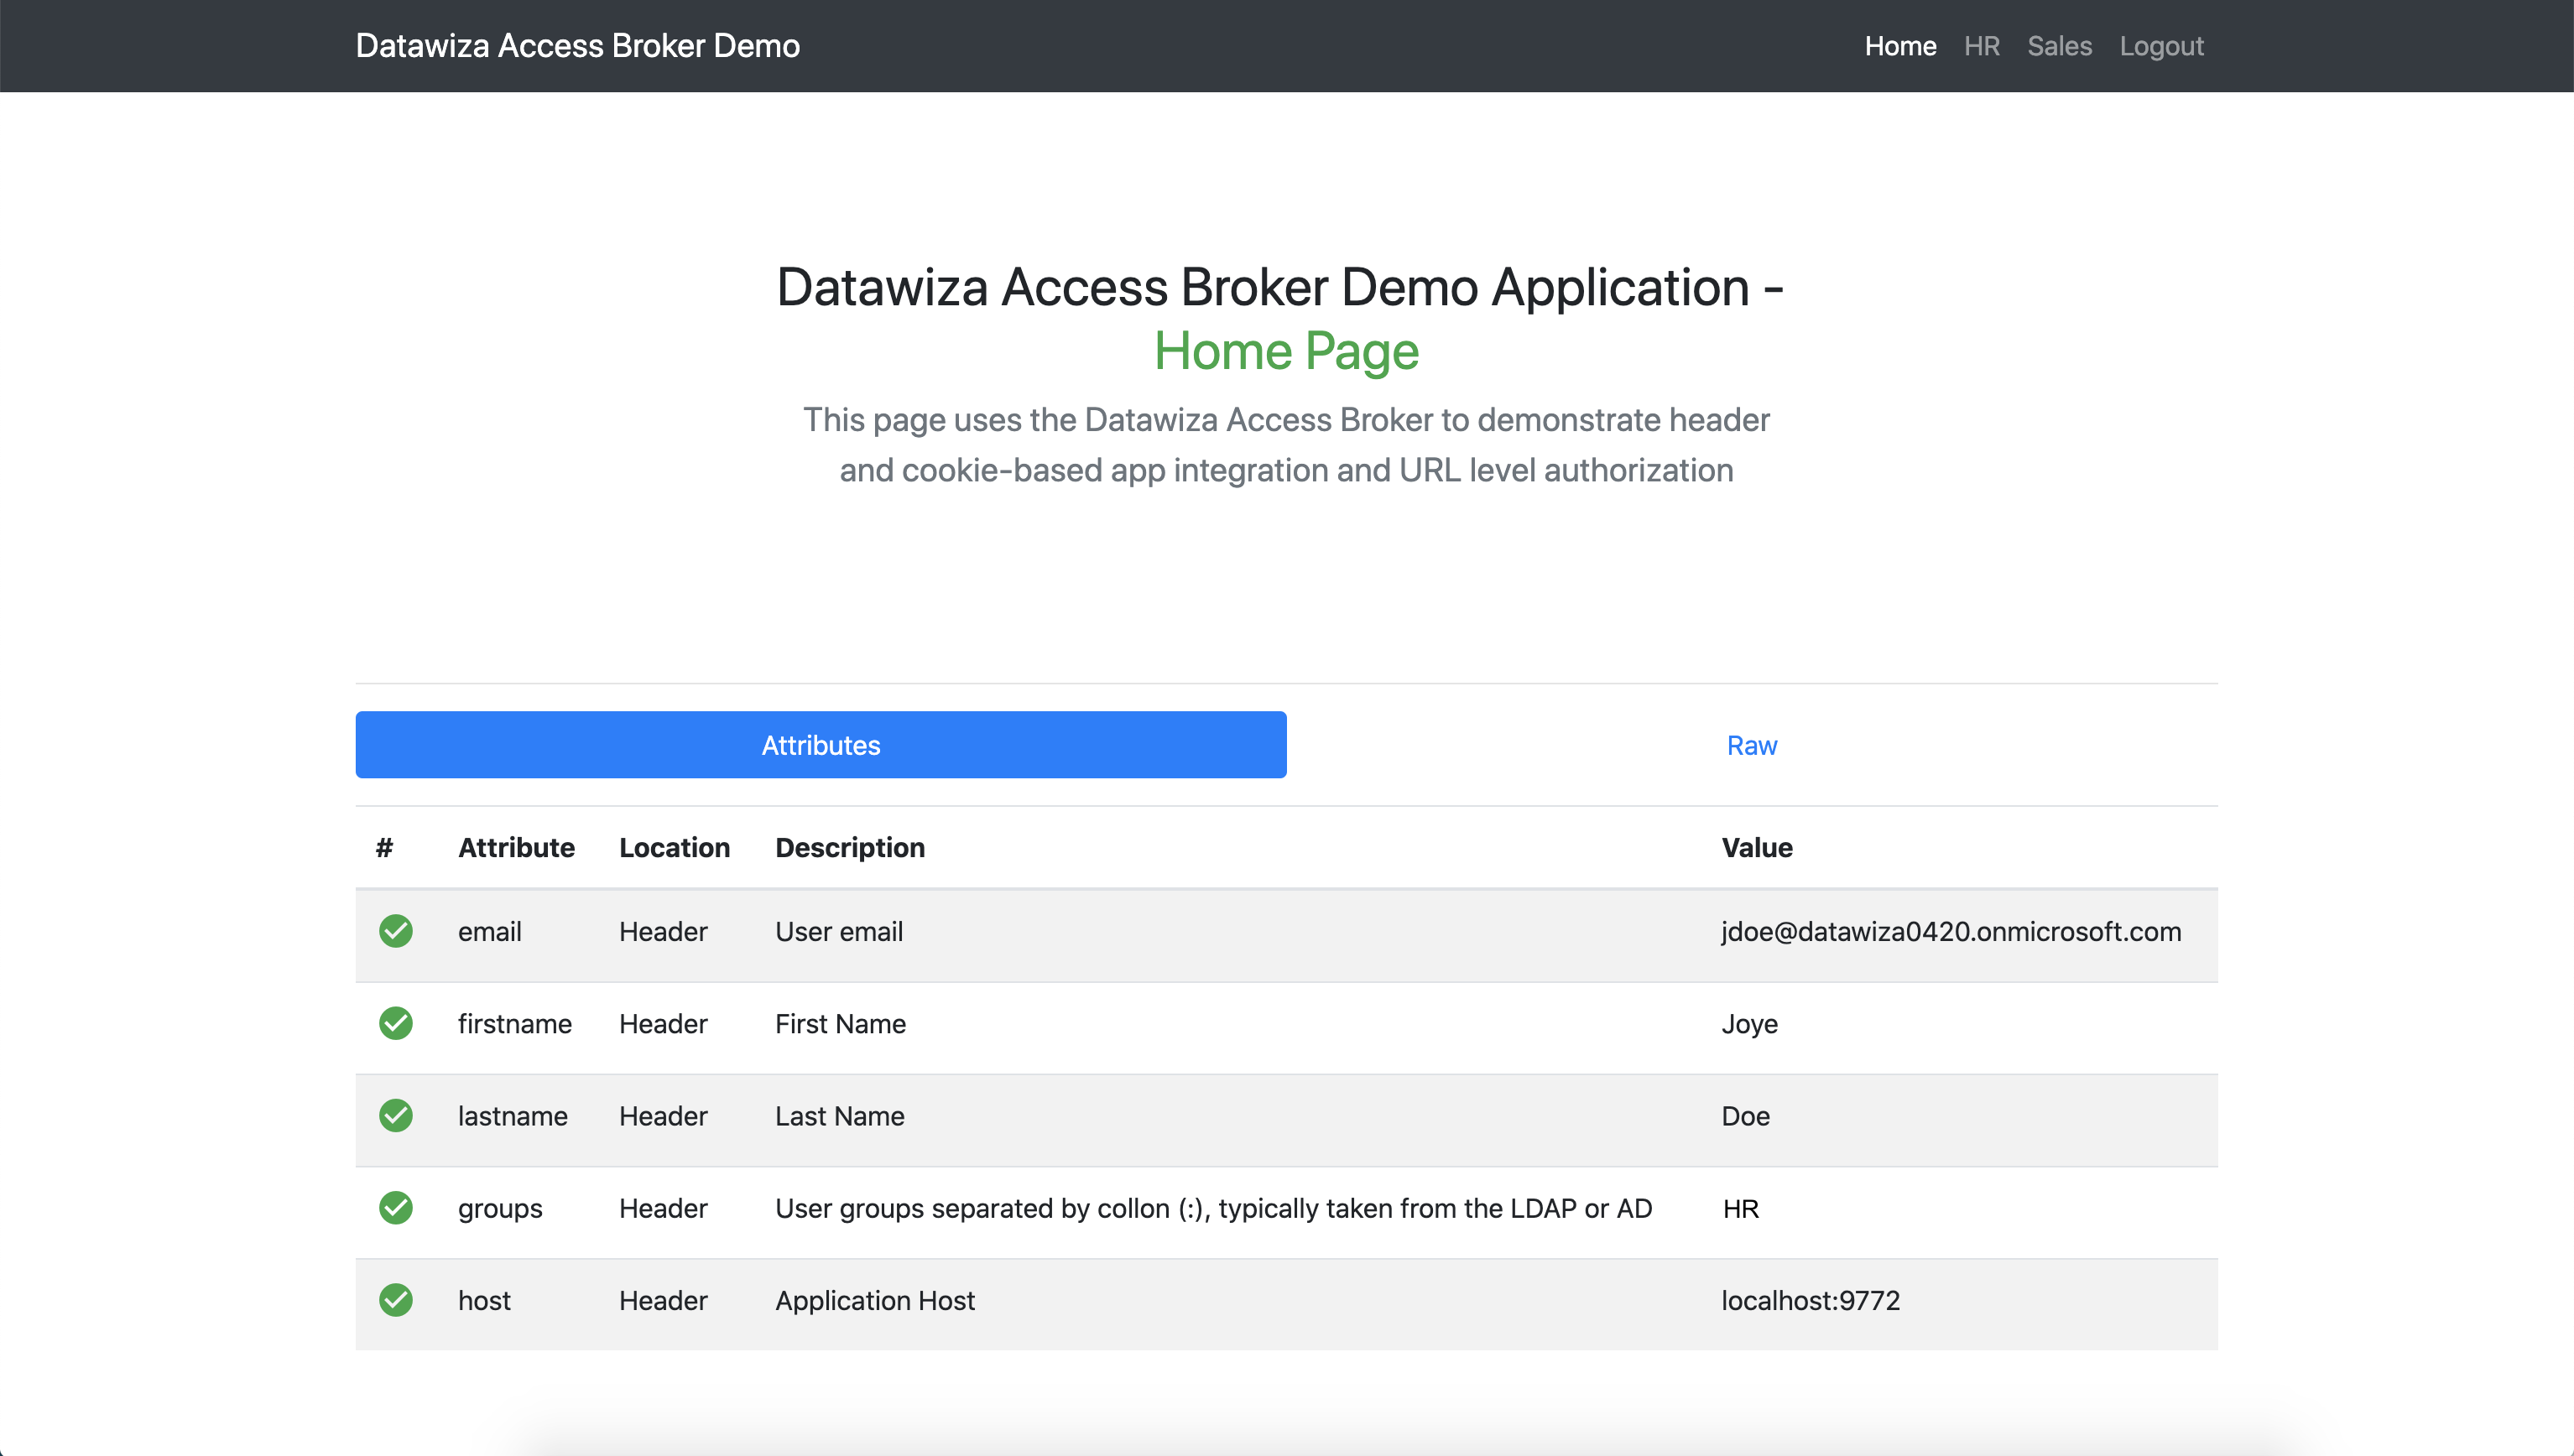 Datawiza Access Broker Demo
Home HR Sales Logout
Datawiza Access Broker Demo Application -
Home Page
This page uses the Datawiza Access Broker to demonstrate header
and cookie-based app integration and URL level authorization
Attributes Raw
# Attribute Location Description Value
email Header User email jdoe@datawiza0420.onmicrosoft.com
firstname Header First Name Joye
lastname Header Last Name Doe
groups Header User groups separated by collon (:), typically taken from the LDAP or AD HR
host Header Application Host localhost:9772